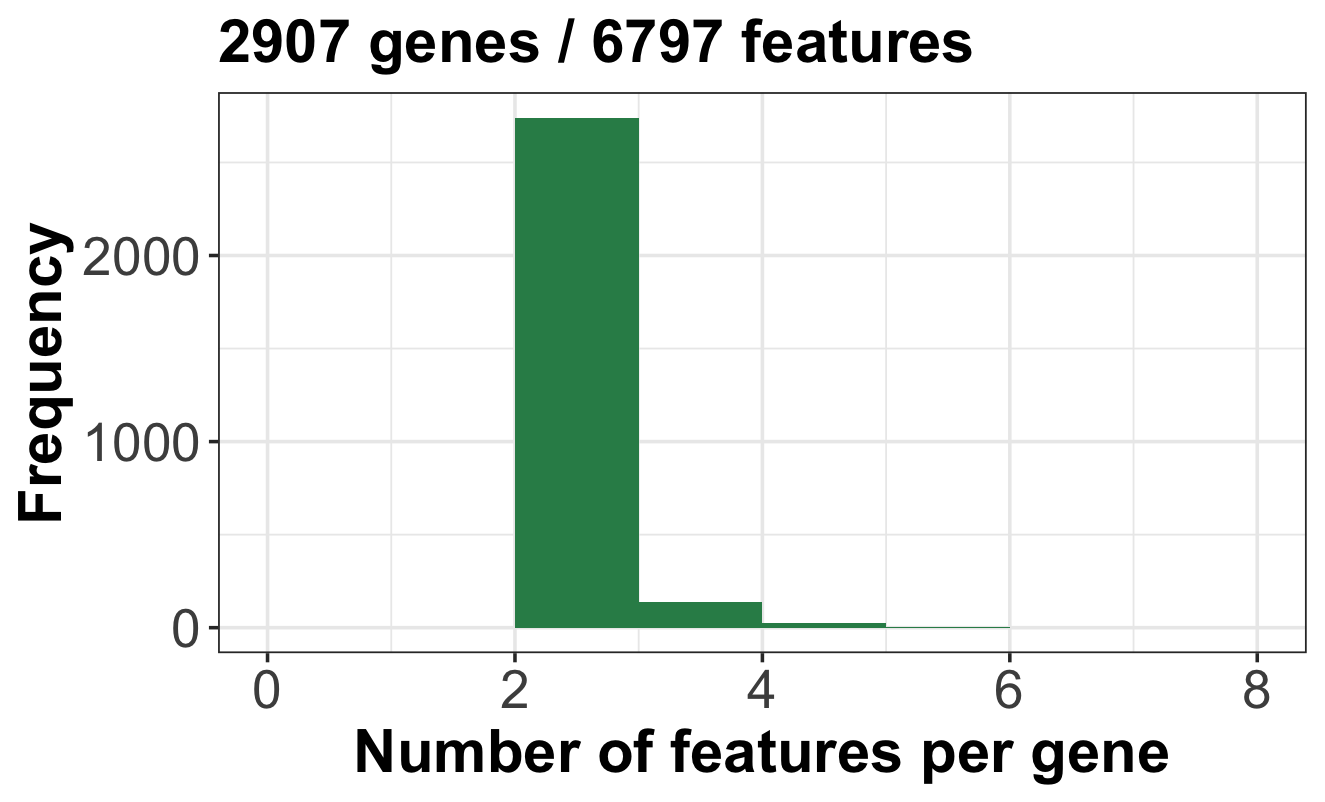 2907 genes / 6797 features
Frequency
2000
1000
0
0 2 4 6 8
Number of features per gene